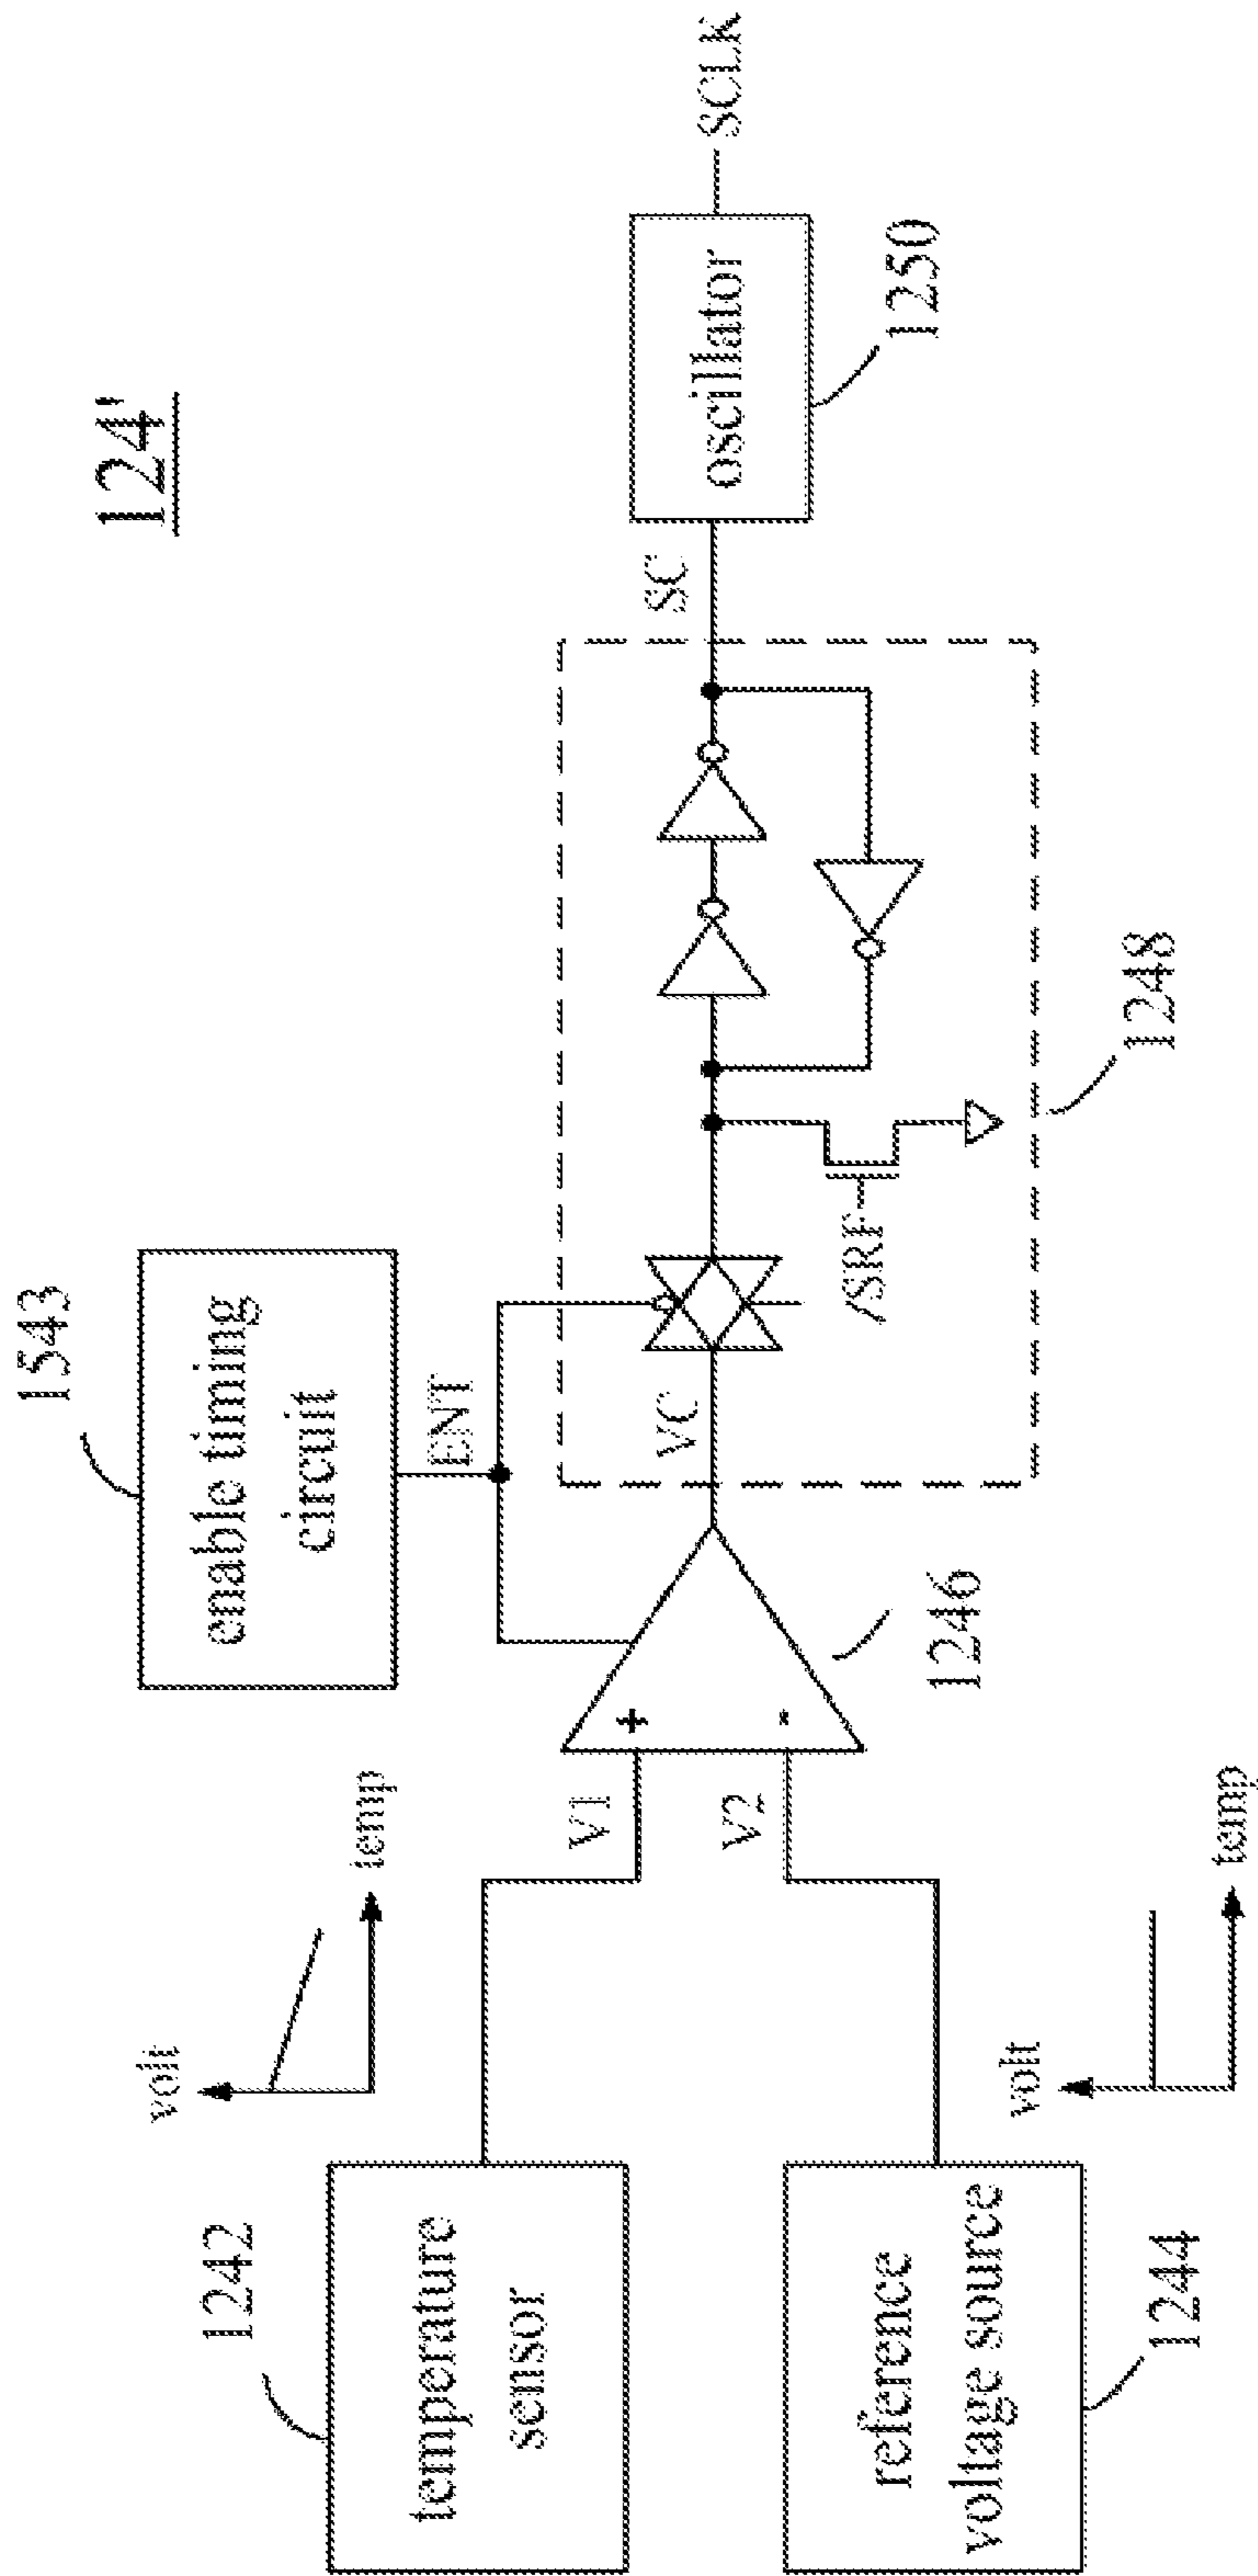 124'
1543
enable timing
circuit
ENT
1242
temperature
sensor
volt
temp
V1
+
V2
-
1246
VC
/SRF
1248
SC
oscillator
1250
SCLK
reference
voltage source
1244
volt
temp